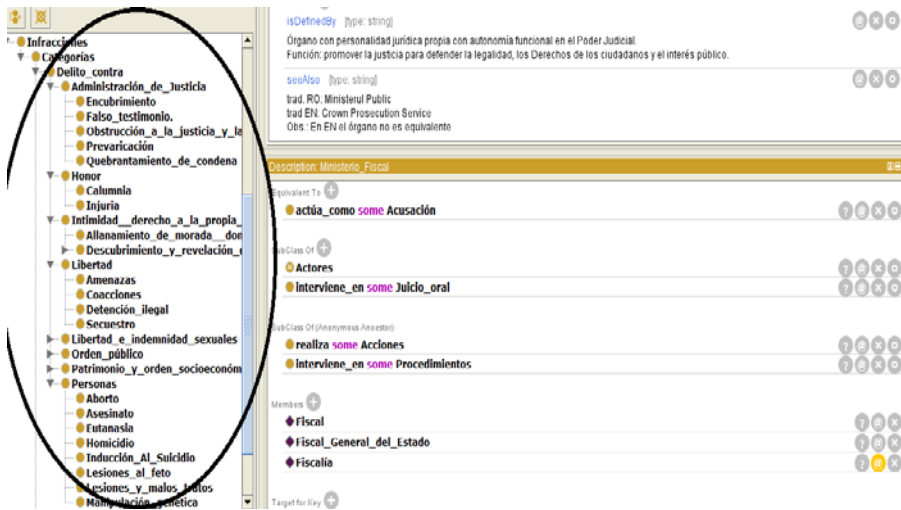 Infracciones
Categorías
Delito_contra
Administración_de_Justicia
Encubrimiento
Falso_testimonio.
Obstrucción_a_la_justicia_y_la
Prevaricación
Quebrantamiento_de_condena
Honor
Calumnia
Injuria
Intimidad__derecho_a_la_propia_
Allanamiento_de_morada__don
Descubrimiento_y_revelación_
Libertad
Amenazas
Coacciones
Detención_ilegal
Secuestro
Libertad_e_indemnidad_sexuales
Orden_público
Patrimonio_y_orden_socioeconóm
Personas
Aborto
Asesinato
Eutanasia
Homicidio
Inducción_Al_Suicidio
Lesiones_al_feto
Lesiones_y_malos_tratos
Manipulación_genética
isDefinedBy [type: string]
Órgano con personalidad jurídica propia con autonomía funcional en el Poder Judicial.
Función: promover la justicia para defender la legalidad, los Derechos de los ciudadanos y el interés público.
seeAlso [type: string]
trad. RO: Ministerul Public
trad EN: Crown Prosecution Service
Obs.: En EN el órgano no es equivalente
Description: Ministerio_Fiscal
Equivalent To
actúa_como some Acusación
SubClass Of
Actores
interviene_en some Juicio_oral
SubClass Of (Anonymous Ancestor)
realiza some Acciones
interviene_en some Procedimientos
Members
Fiscal
Fiscal_General_del_Estado
Fiscalía
Target for Key